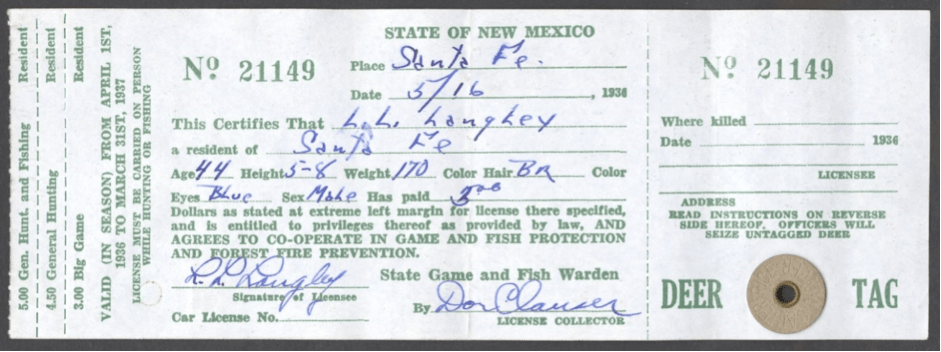 5.00 Gen. Hunt. and Fishing Resident
4.50 General Hunting Resident
3.00 Big Game Resident
VALID (IN SEASON) FROM APRIL 1ST,
1936 TO MARCH 31ST, 1937
LICENSE MUST BE CARRIED ON PERSON
WHILE HUNTING OR FISHING
STATE OF NEW MEXICO
No 21149
Place Santa Fe.
Date 5/16, 1936
This Certifies That L.L. Langley
a resident of Santa Fe
Age 44 Height 5-8 Weight 170 Color Hair BR Color
Eyes Blue Sex Male Has paid 3.00
Dollars as stated at extreme left margin for license there specified,
and is entitled to privileges thereof as provided by law, AND
AGREES TO CO-OPERATE IN GAME AND FISH PROTECTION
AND FOREST FIRE PREVENTION.
L. L. Langley
Signature of Licensee
Car License No.
State Game and Fish Warden
By Don Clauser
LICENSE COLLECTOR
No 21149
Where killed
Date 1936
LICENSEE
ADDRESS
READ INSTRUCTIONS ON REVERSE
SIDE HEREOF, OFFICERS WILL
SEIZE UNTAGGED DEER
DEER TAG